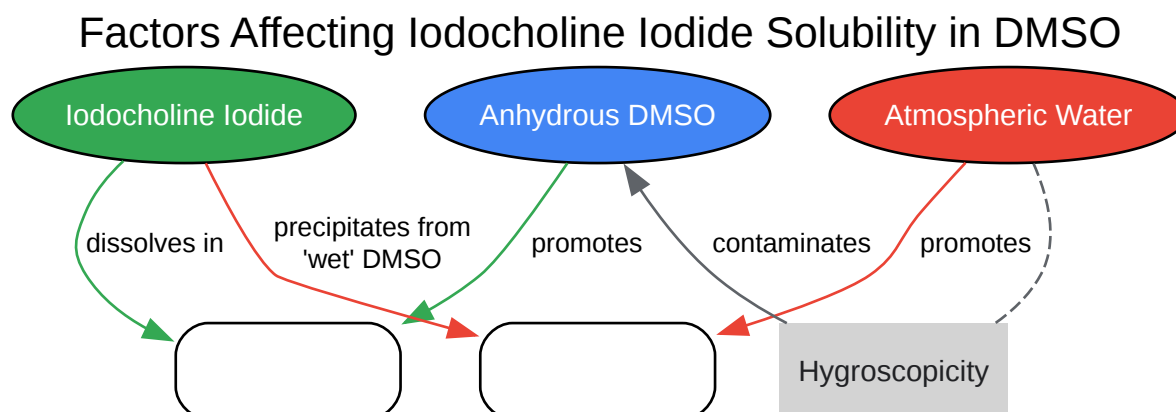 Factors Affecting Iodocholine Iodide Solubility in DMSO
Iodocholine Iodide
Anhydrous DMSO
Atmospheric Water
dissolves in
precipitates from
'wet' DMSO
promotes
contaminates
promotes
Hygroscopicity